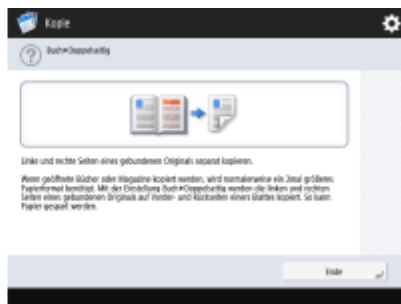 Kopie
Buch➔Doppelseitig
Linke und rechte Seiten eines gebundenen Originals separat kopieren.
Wenn geöffnete Bücher oder Magazine kopiert werden, wird normalerweise ein 2mal größeres
Papierformat benötigt. Mit der Einstellung Buch➔Doppelseitig werden die linken und rechten
Seiten eines gebundenen Originals auf Vorder- und Rückseiten eines Blattes kopiert. So kann
Papier gespart werden.
Ende